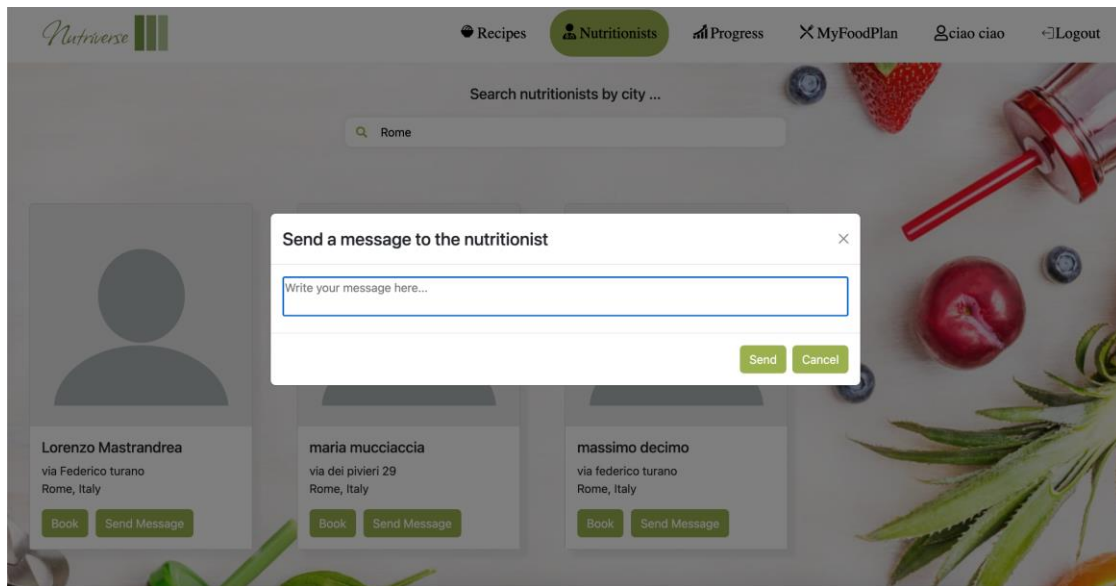 Nutriverse
Recipes Nutritionists Progress MyFoodPlan ciao ciao Logout
Search nutritionists by city ...
Rome
Send a message to the nutritionist
Write your message here...
Send Cancel
Lorenzo Mastrandrea
via Federico turano
Rome, Italy
Book Send Message
maria mucciaccia
via dei pivieri 29
Rome, Italy
Book Send Message
massimo decimo
via federico turano
Rome, Italy
Book Send Message